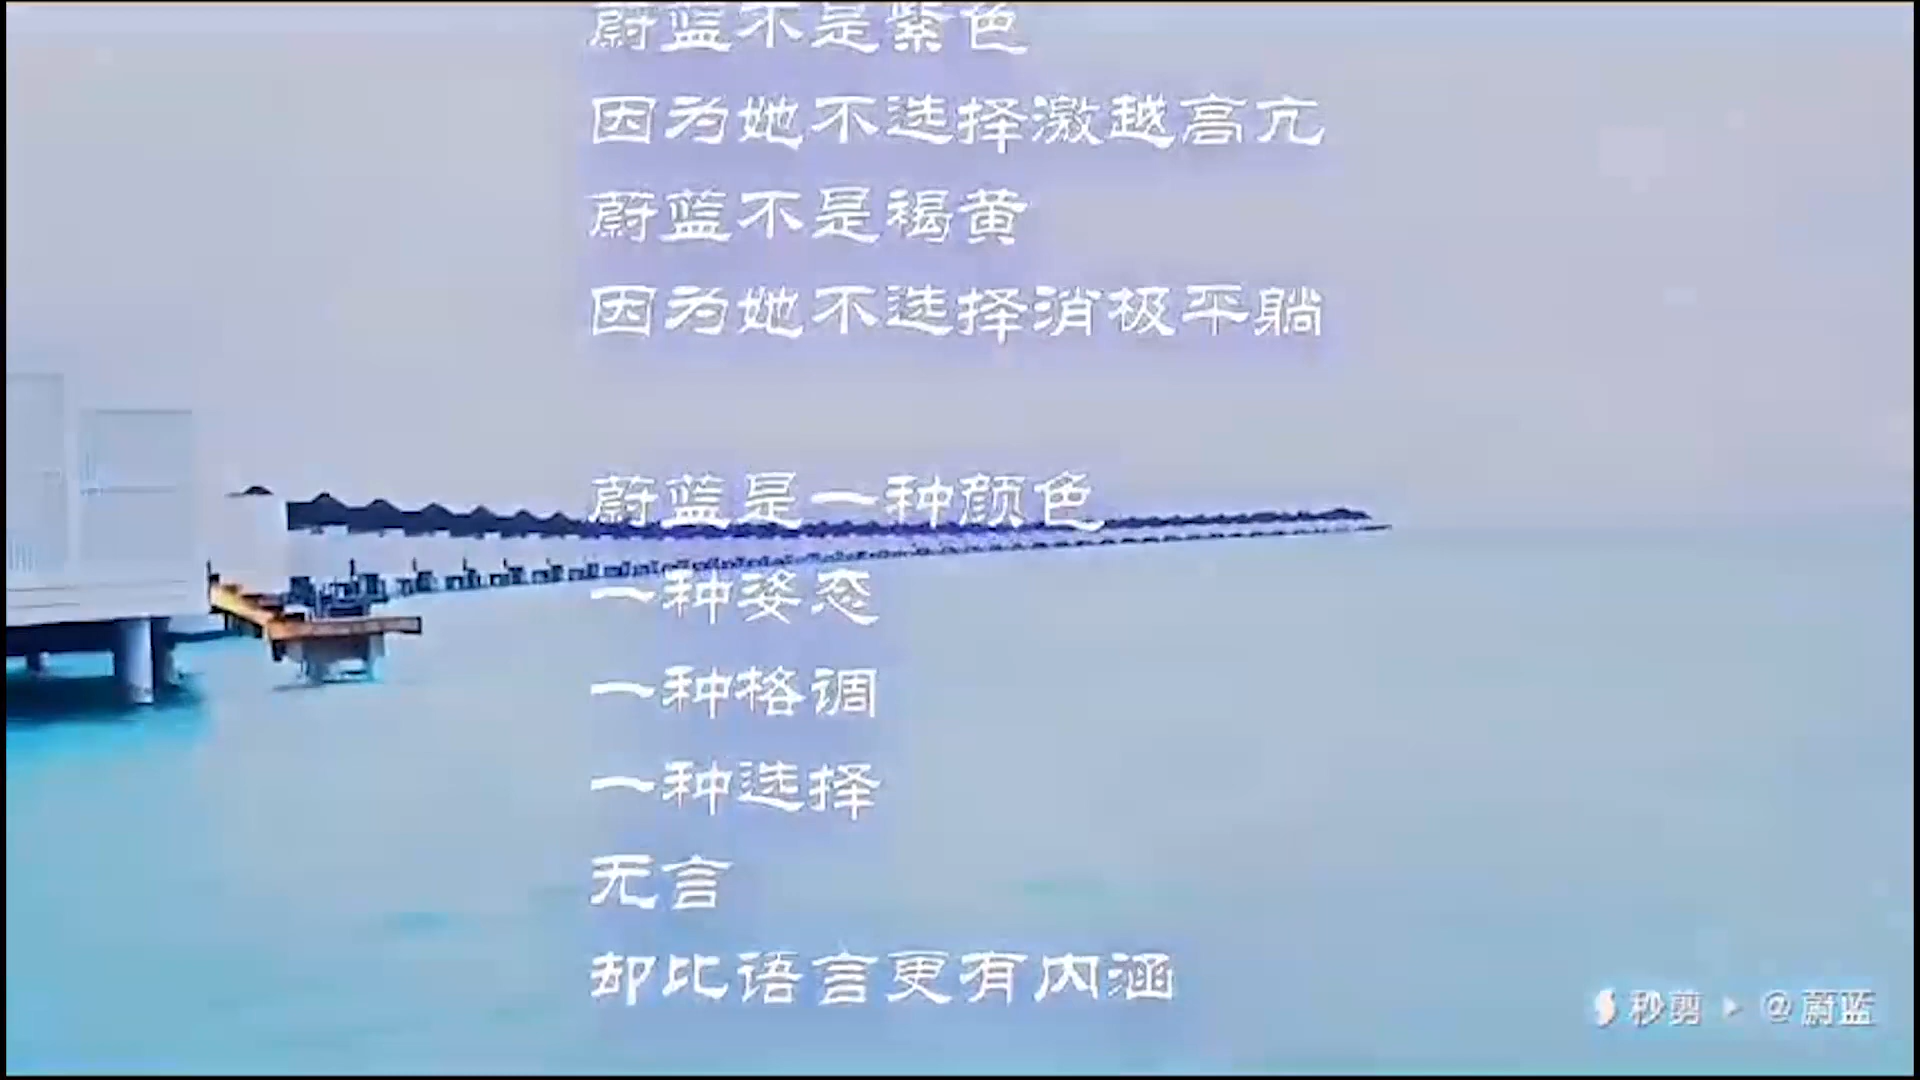 蔚蓝不是紫色
因为她不选择激越高亢
蔚蓝不是褐黄
因为她不选择消极平躺
蔚蓝是一种颜色
一种姿态
一种格调
一种选择
无言
却比语言更有内涵
秒剪 @蔚蓝